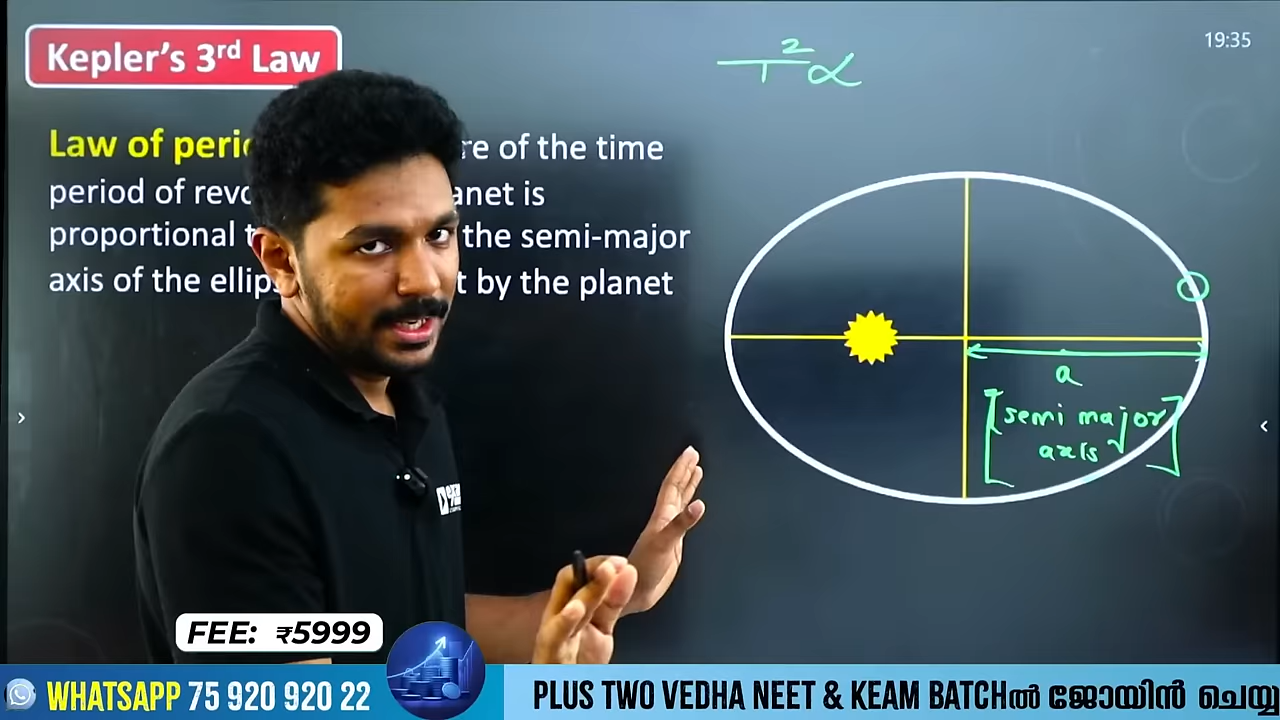 Kepler's 3rd Law
19:35
T² ∝
Law of perio re of the time
period of revo anet is
proportional t the semi-major
axis of the ellip t by the planet
a
[semi major
axis]
FEE: ₹5999
WHATSAPP 75 920 920 22
PLUS TWO VEDHA NEET & KEAM BATCHൽ ജോയിൻ ചെയ്യ